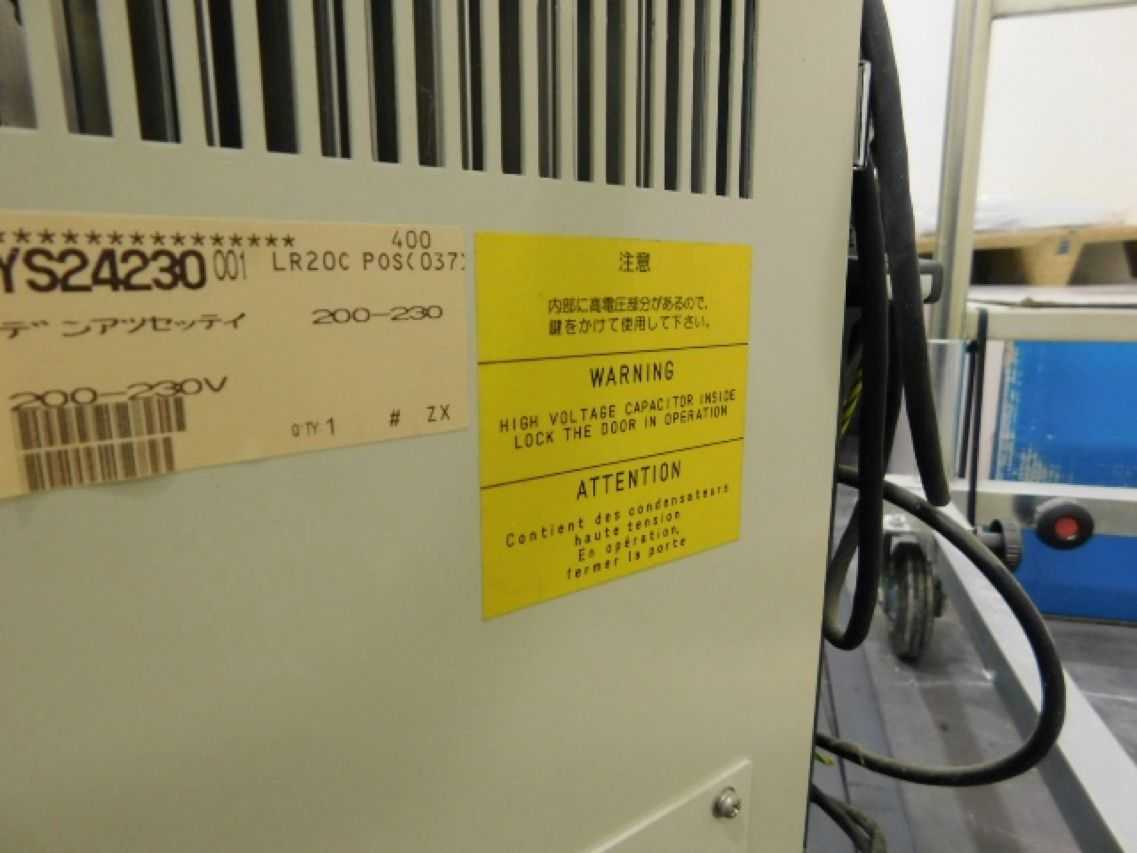 ***************
400
YS24230 001 LR20C POS(037)
デンアツセッテイ 200-230
200-230V
QTY 1 # ZX
注意
内部に高電圧部分があるので、
鍵をかけて使用して下さい。
WARNING
HIGH VOLTAGE CAPACITOR INSIDE
LOCK THE DOOR IN OPERATION
ATTENTION
Contient des condensateurs
haute tension
En opération,
fermer la porte